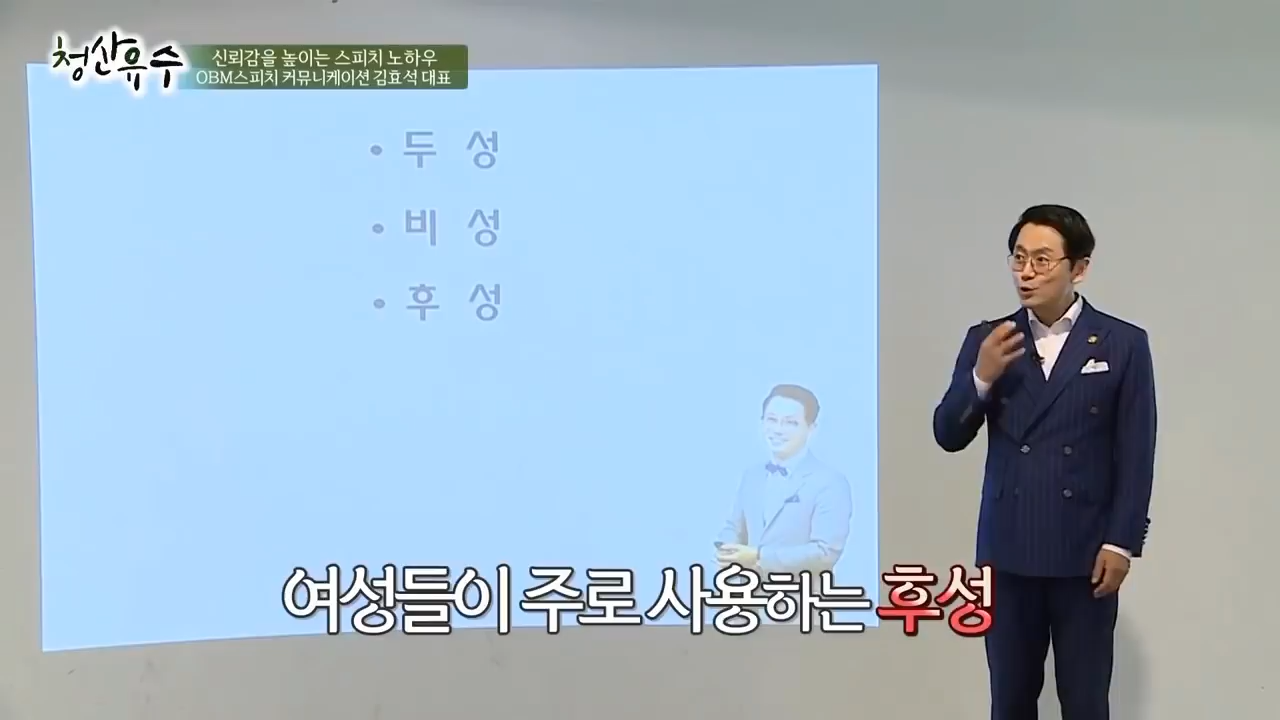 청산유수
신뢰감을 높이는 스피치 노하우
OBM스피치 커뮤니케이션 김효석 대표
• 두 성
• 비 성
• 후 성
여성들이 주로 사용하는 후성